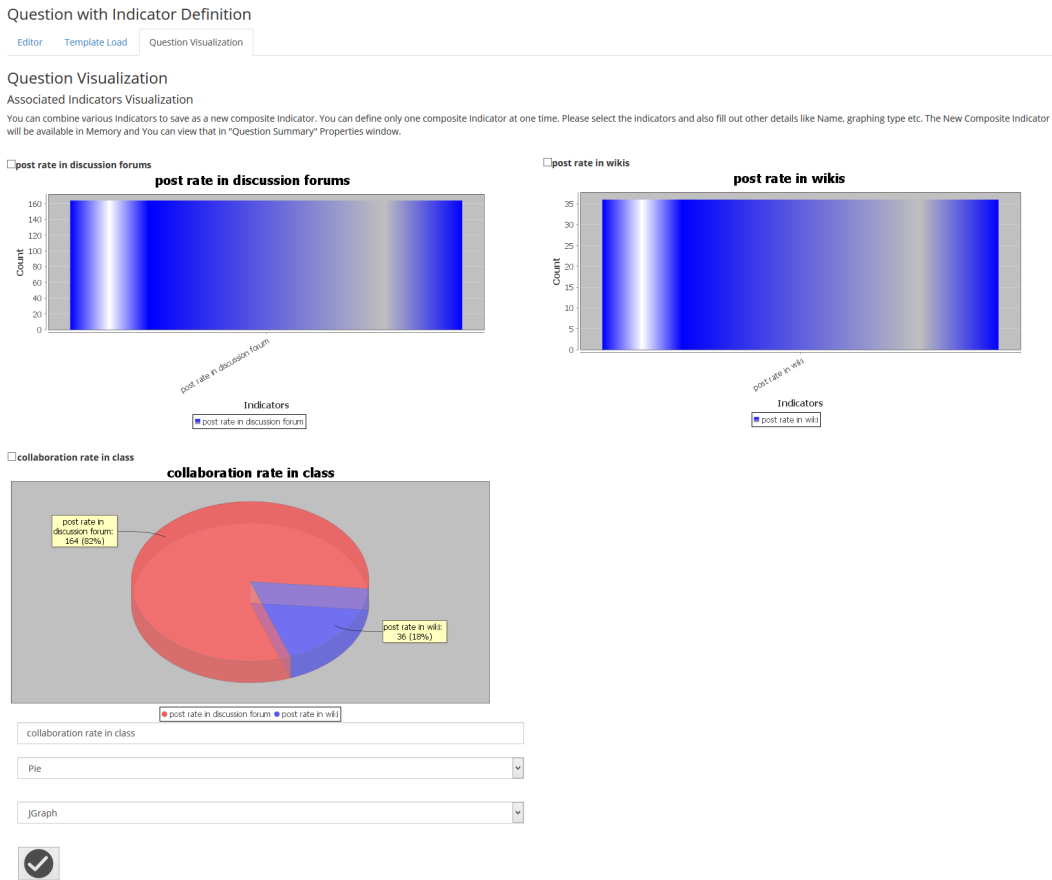 Question with Indicator Definition
Editor Template Load Question Visualization
Question Visualization
Associated Indicators Visualization
You can combine various Indicators to save as a new composite Indicator. You can define only one composite Indicator at one time. Please select the indicators and also fill out other details like Name, graphing type etc. The New Composite Indicator
will be available in Memory and You can view that in "Question Summary" Properties window.
post rate in discussion forums
post rate in discussion forums
160
140
120
100
80
60
40
20
0
Count
post rate in discussion forum
Indicators
post rate in discussion forum
post rate in wikis
post rate in wikis
35
30
25
20
15
10
5
0
Count
post rate in wiki
Indicators
post rate in wiki
collaboration rate in class
collaboration rate in class
post rate in
discussion forum:
164 (82%)
post rate in wiki:
36 (18%)
post rate in discussion forum post rate in wiki
collaboration rate in class
Pie
JGraph